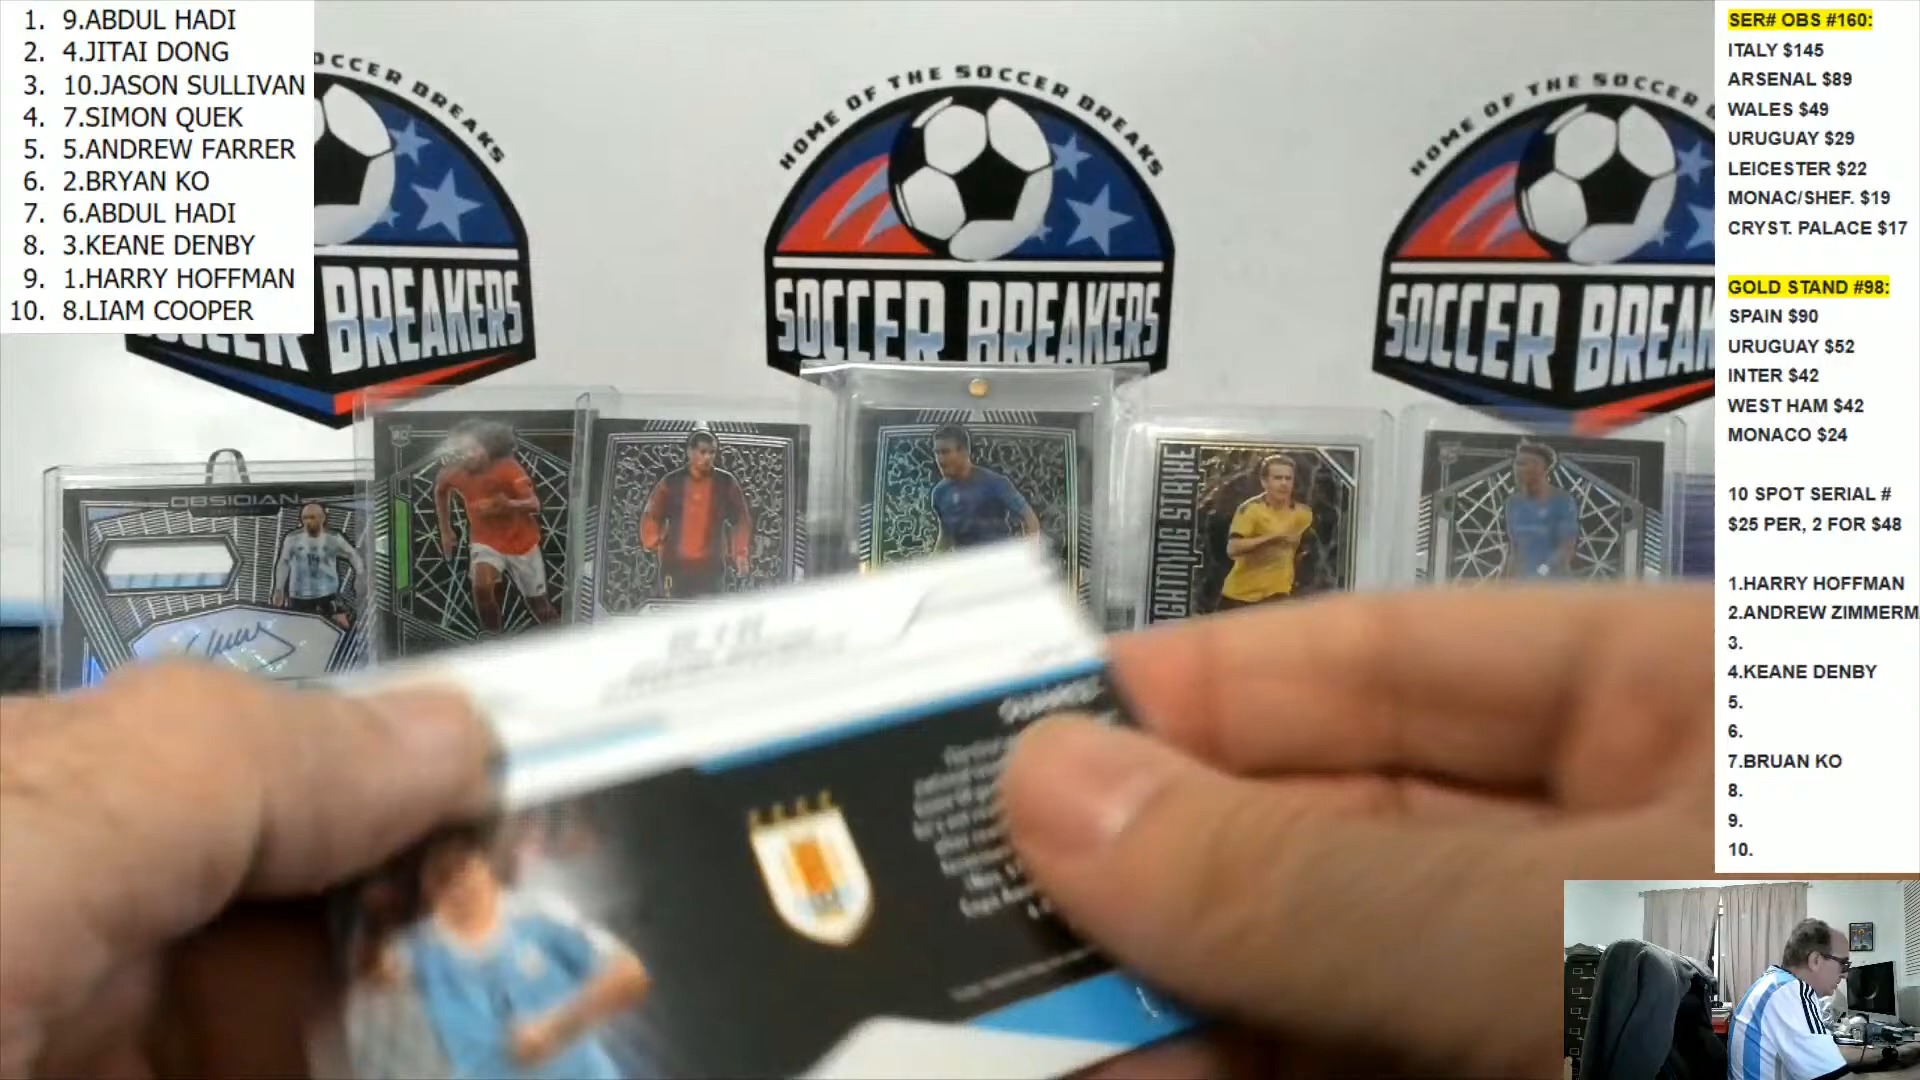 1. 9.ABDUL HADI
2. 4.JITAI DONG
3. 10.JASON SULLIVAN
4. 7.SIMON QUEK
5. 5.ANDREW FARRER
6. 2.BRYAN KO
7. 6.ABDUL HADI
8. 3.KEANE DENBY
9. 1.HARRY HOFFMAN
10. 8.LIAM COOPER
OCCER BREAKS
SOCCER BREAKERS
HOME OF THE SOCCER BREAKS
SOCCER BREAKERS
HOME OF THE SOCCER
SOCCER BREAK
OBSIDIAN
RC
LIGHTNING STRIKE
SER# OBS #160:
ITALY $145
ARSENAL $89
WALES $49
URUGUAY $29
LEICESTER $22
MONAC/SHEF. $19
CRYST. PALACE $17
GOLD STAND #98:
SPAIN $90
URUGUAY $52
INTER $42
WEST HAM $42
MONACO $24
10 SPOT SERIAL #
$25 PER, 2 FOR $48
1.HARRY HOFFMAN
2.ANDREW ZIMMERM
3.
4.KEANE DENBY
5.
6.
7.BRUAN KO
8.
9.
10.